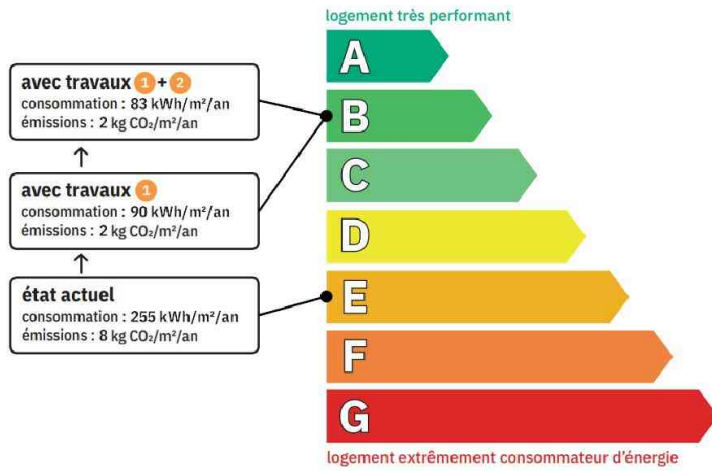 logement très performant
A
avec travaux 1 + 2
consommation : 83 kWh/m²/an
émissions : 2 kg CO₂/m²/an
B
C
avec travaux 1
consommation : 90 kWh/m²/an
émissions : 2 kg CO₂/m²/an
D
état actuel
consommation : 255 kWh/m²/an
émissions : 8 kg CO₂/m²/an
E
F
G
logement extrêmement consommateur d'énergie